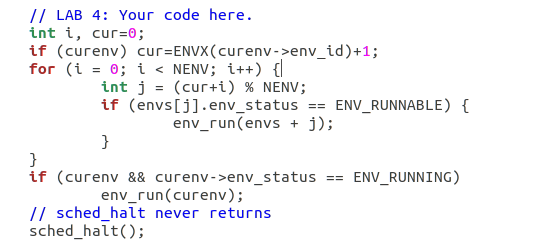 // LAB 4: Your code here.
int i, cur=0;
if (curenv) cur=ENVX(curenv->env_id)+1;
for (i = 0; i < NENV; i++) {
        int j = (cur+i) % NENV;
        if (envs[j].env_status == ENV_RUNNABLE) {
                env_run(envs + j);
        }
}
if (curenv && curenv->env_status == ENV_RUNNING)
        env_run(curenv);
// sched_halt never returns
sched_halt();